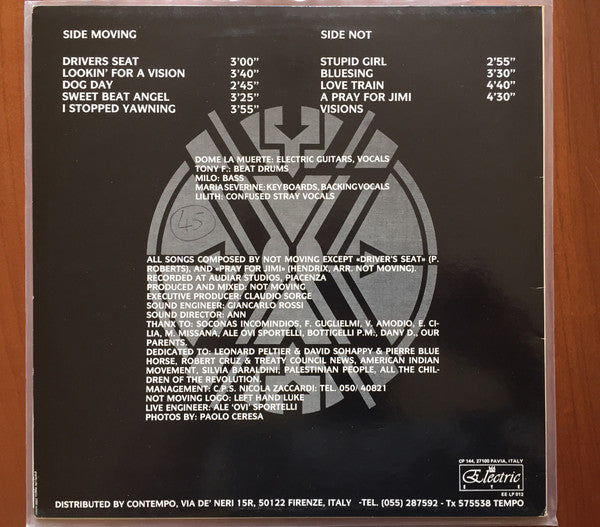 SIDE MOVING
DRIVERS SEAT 3'00"
LOOKIN' FOR A VISION 3'40"
DOG DAY 2'45"
SWEET BEAT ANGEL 3'25"
I STOPPED YAWNING 3'55"
SIDE NOT
STUPID GIRL 2'55"
BLUESING 3'30"
LOVE TRAIN 4'40"
A PRAY FOR JIMI 4'30"
VISIONS
DOME LA MUERTE: ELECTRIC GUITARS, VOCALS
TONY F.: BEAT DRUMS
MILO: BASS
MARIA SEVERINE; KEYBOARDS, BACKING VOCALS
LILITH: CONFUSED STRAY VOCALS
45
ALL SONGS COMPOSED BY NOT MOVING EXCEPT «DRIVER'S SEAT» (P.
ROBERTS), AND «PRAY FOR JIMI» (HENDRIX, ARR. NOT MOVING).
RECORDED AT AUDIAR STUDIOS, PIACENZA
PRODUCED AND MIXED: NOT MOVING
EXECUTIVE PRODUCER: CLAUDIO SORGE
SOUND ENGINEER: GIANCARLO ROSSI
SOUND DIRECTOR: ANN
THANX TO: SOCONAS INCOMINDIOS, F. GUGLIELMI, V. AMODIO, E. CI-
LIA, M. MISSANA, ALE OVI SPORTELLI, BOTTICELLI P.M., DANY D., OUR
PARENTS.
DEDICATED TO: LEONARD PELTIER & DAVID SOHAPPY & PIERRE BLUE
HORSE, ROBERT CRUZ & TREATY COUNCIL NEWS, AMERICAN INDIAN
MOVEMENT, SILVIA BARALDINI, PALESTINIAN PEOPLE, ALL THE CHIL-
DREN OF THE REVOLUTION.
MANAGEMENT: C.P.S. NICOLA ZACCARDI: TEL. 050/ 40821
NOT MOVING LOGO: LEFT HAND LUKE
LIVE ENGINEER: ALE 'OVI' SPORTELLI
PHOTOS BY: PAOLO CERESA
CP 144, 27100 PAVIA, ITALY
Electric
EYE
EE LP 012
DISTRIBUTED BY CONTEMPO, VIA DE' NERI 15R, 50122 FIRENZE, ITALY -TEL. (055) 287592 - Tx 575538 TEMPO